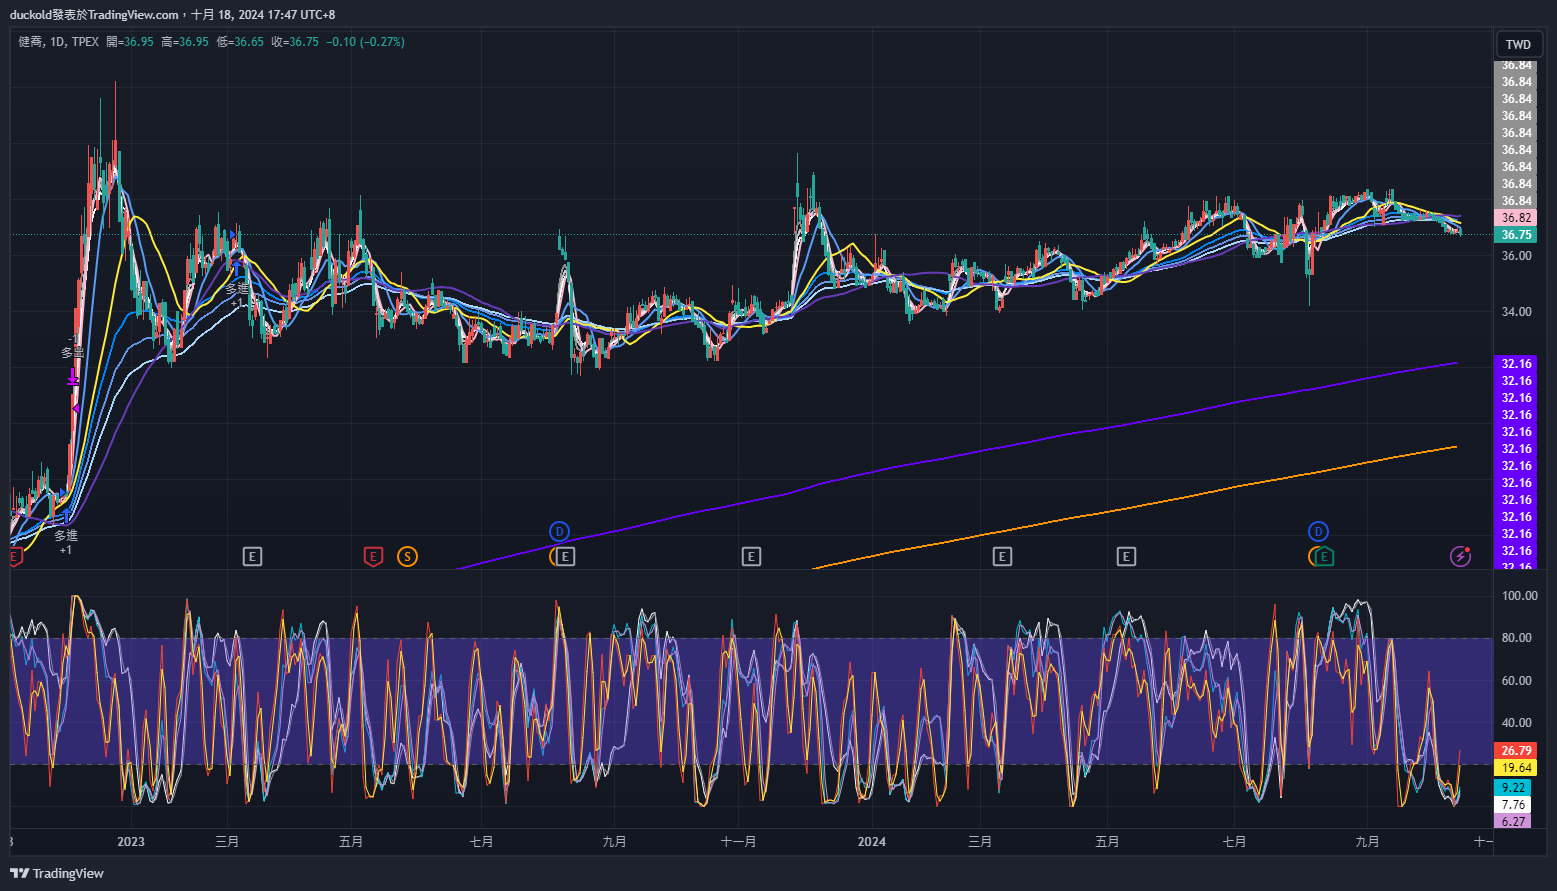 duckold發表於TradingView.com，十月 18, 2024 17:47 UTC+8
健喬, 1D, TPEX 開=36.95 高=36.95 低=36.65 收=36.75 −0.10 (−0.27%)
TWD
36.84
36.84
36.84
36.84
36.84
36.84
36.84
36.84
36.84
36.82
36.75
36.00
34.00
32.16
32.16
32.16
32.16
32.16
32.16
32.16
32.16
32.16
32.16
32.16
32.16
32.16
-1
多進
+1
多進
+1
D
D
E
E
E
S
E
E
E
E
E
100.00
80.00
60.00
40.00
26.79
19.64
9.22
7.76
6.27
2023
三月
五月
七月
九月
十一月
2024
三月
五月
七月
九月
十一
TradingView